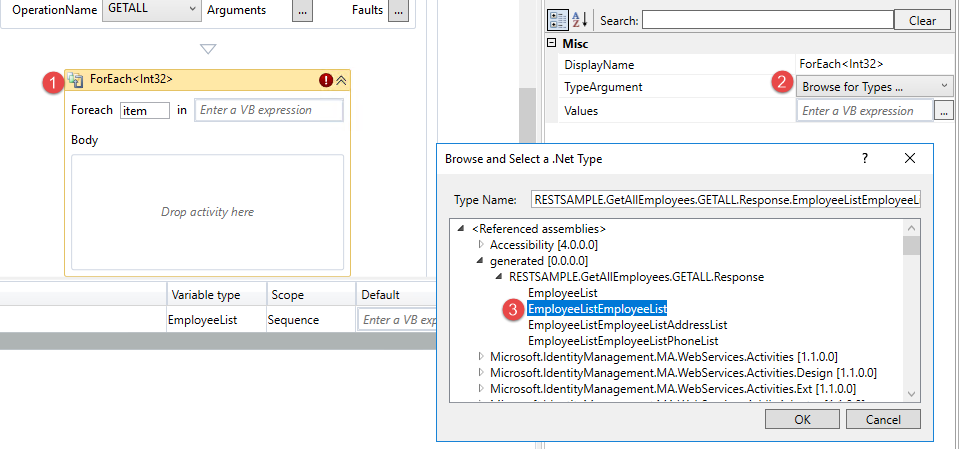 OperationName GETALL Arguments ... Faults ...
1 ForEach<Int32>
Foreach item in Enter a VB expression
Body
Drop activity here
Variable type Scope Default
EmployeeList Sequence Enter a VB exp
Search: Clear
Misc
DisplayName ForEach<Int32>
TypeArgument 2 Browse for Types ...
Values Enter a VB expression ...
Browse and Select a .Net Type ?
Type Name: RESTSAMPLE.GetAllEmployees.GETALL.Response.EmployeeListEmployeeL
<Referenced assemblies>
Accessibility [4.0.0.0]
generated [0.0.0.0]
RESTSAMPLE.GetAllEmployees.GETALL.Response
EmployeeList
3 EmployeeListEmployeeList
EmployeeListEmployeeListAddressList
EmployeeListEmployeeListPhoneList
Microsoft.IdentityManagement.MA.WebServices.Activities [1.1.0.0]
Microsoft.IdentityManagement.MA.WebServices.Activities.Design [1.1.0.0]
Microsoft.IdentityManagement.MA.WebServices.Activities.Ext [1.1.0.0]
OK Cancel